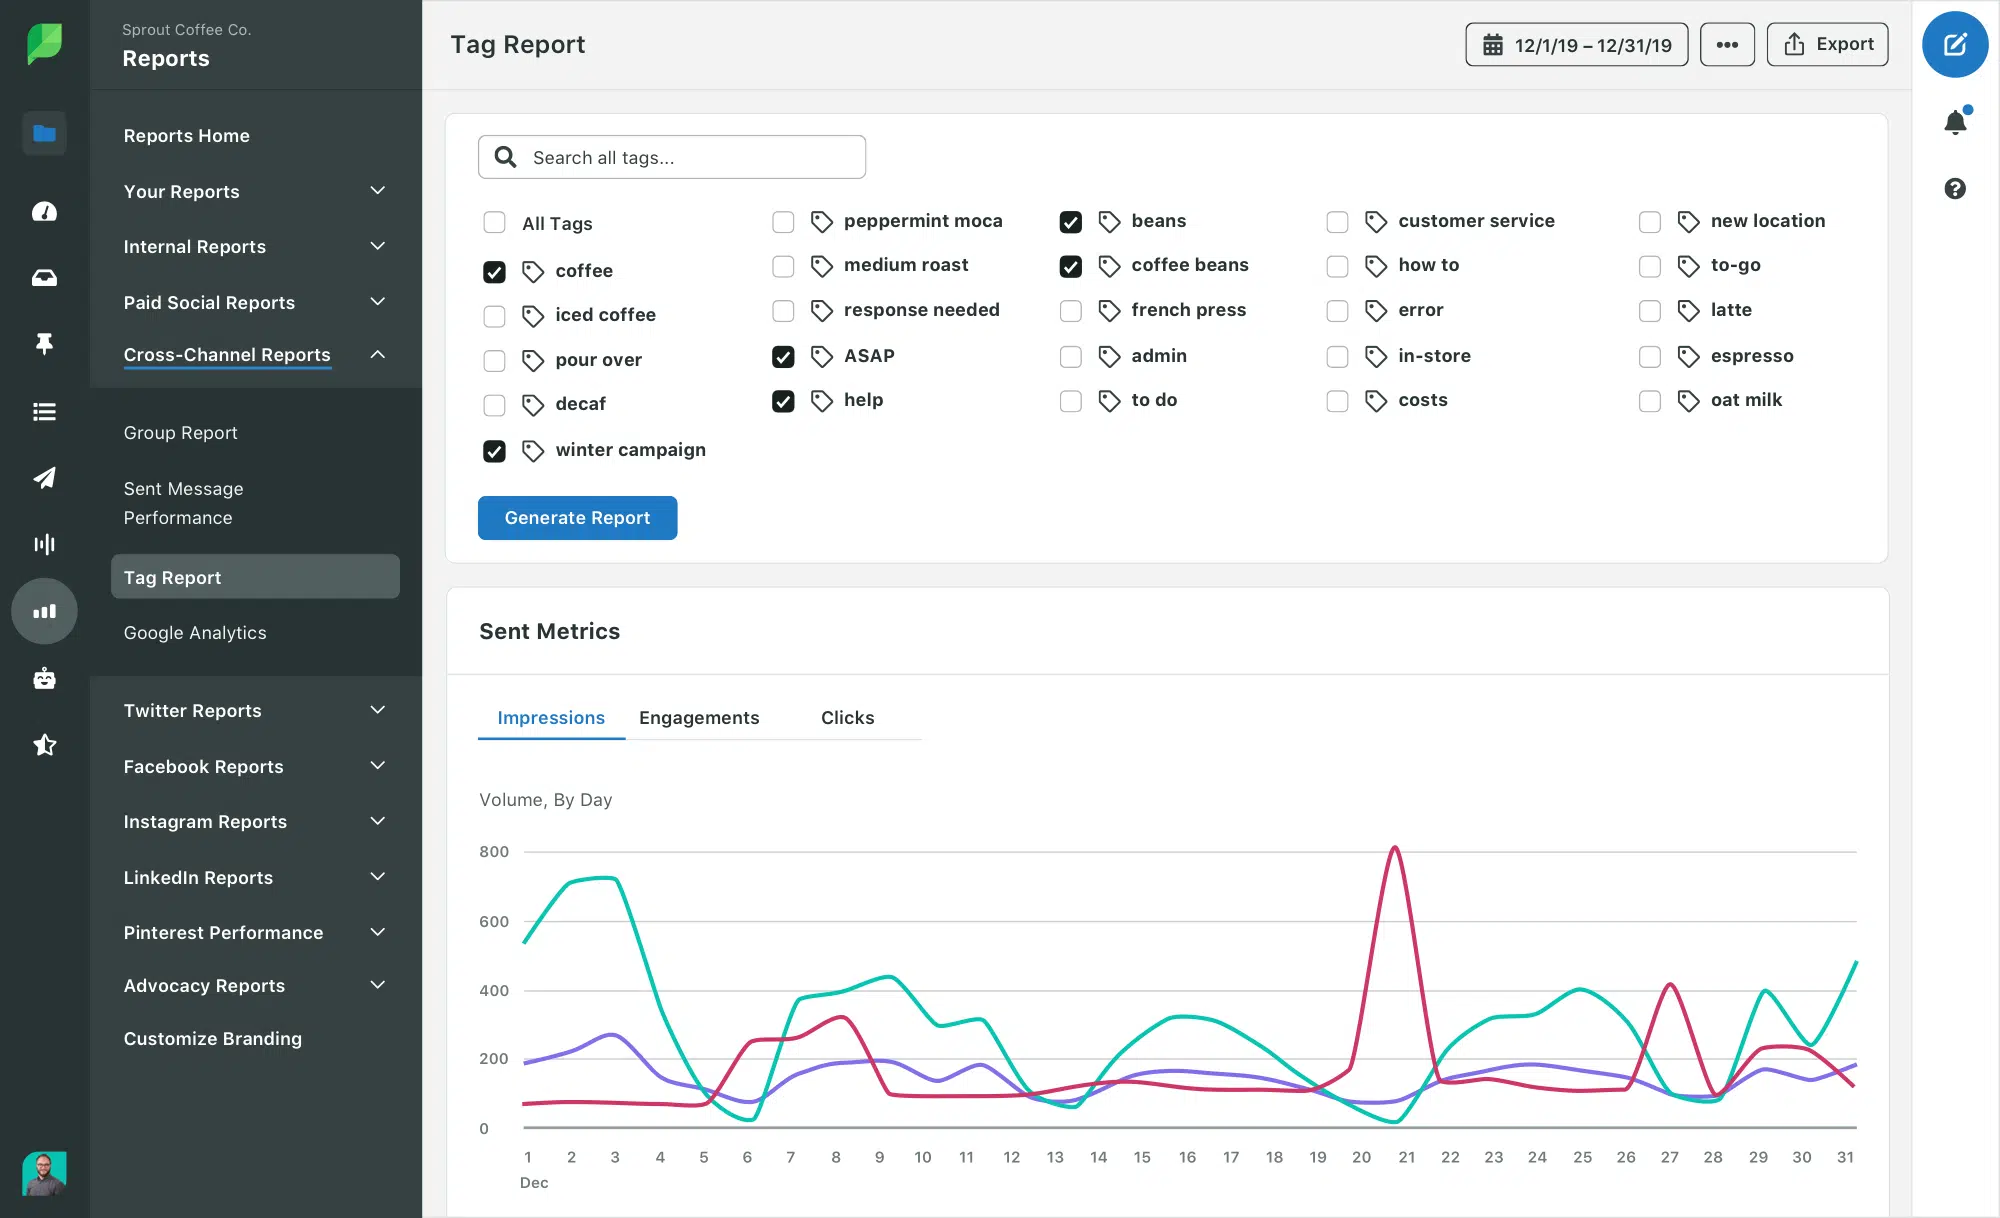 Sprout Coffee Co.
Reports
Reports Home
Your Reports
Internal Reports
Paid Social Reports
Cross-Channel Reports
Group Report
Sent Message
Performance
Tag Report
Google Analytics
Twitter Reports
Facebook Reports
Instagram Reports
LinkedIn Reports
Pinterest Performance
Advocacy Reports
Customize Branding
Tag Report
12/1/19 – 12/31/19
Export
Search all tags...
All Tags
coffee
iced coffee
pour over
decaf
winter campaign
peppermint moca
medium roast
response needed
ASAP
help
beans
coffee beans
french press
admin
to do
customer service
how to
error
in-store
costs
new location
to-go
latte
espresso
oat milk
Generate Report
Sent Metrics
Impressions Engagements Clicks
Volume, By Day
800
600
400
200
0
1 2 3 4 5 6 7 8 9 10 11 12 13 14 15 16 17 18 19 20 21 22 23 24 25 26 27 28 29 30 31
Dec